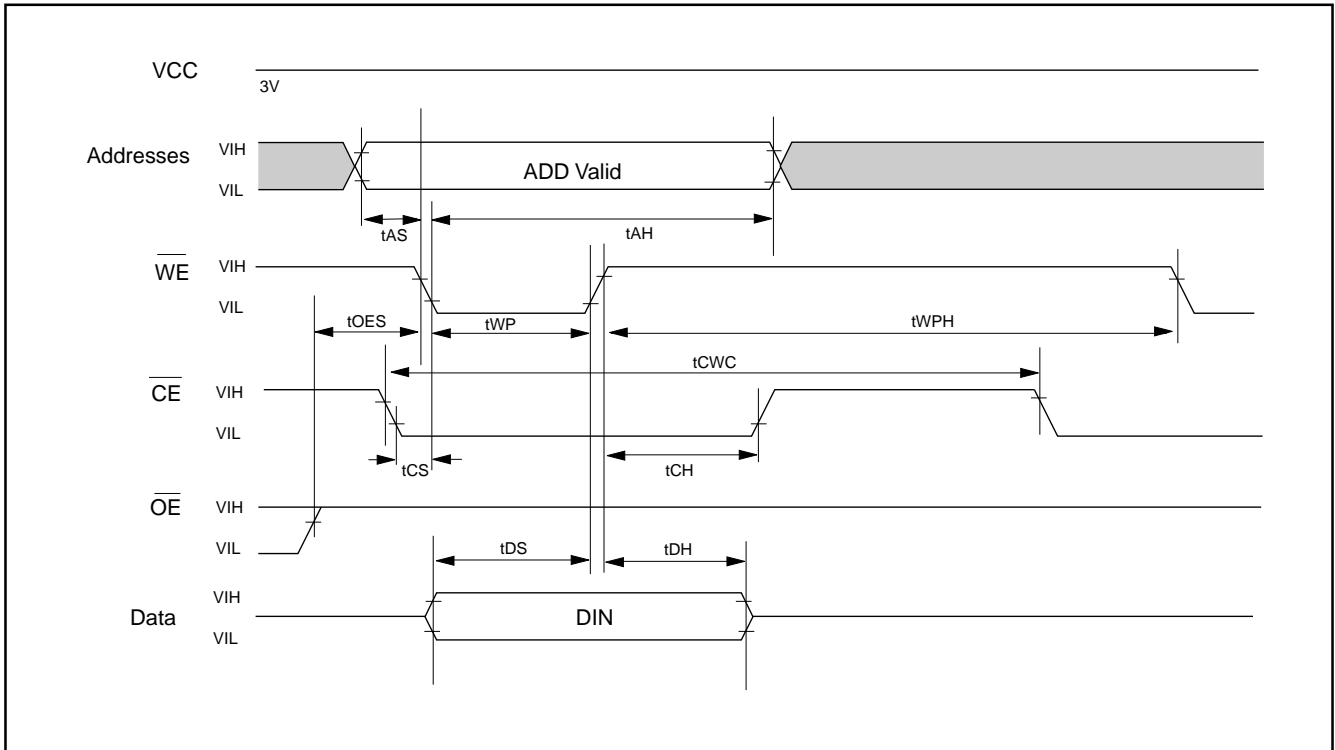 VCC
3V
Addresses
VIH
VIL
ADD Valid
tAS
tAH
WE
VIH
VIL
tOES
tWP
tWPH
tCWC
CE
VIH
VIL
tCS
tCH
OE
VIH
VIL
tDS
tDH
Data
VIH
VIL
DIN